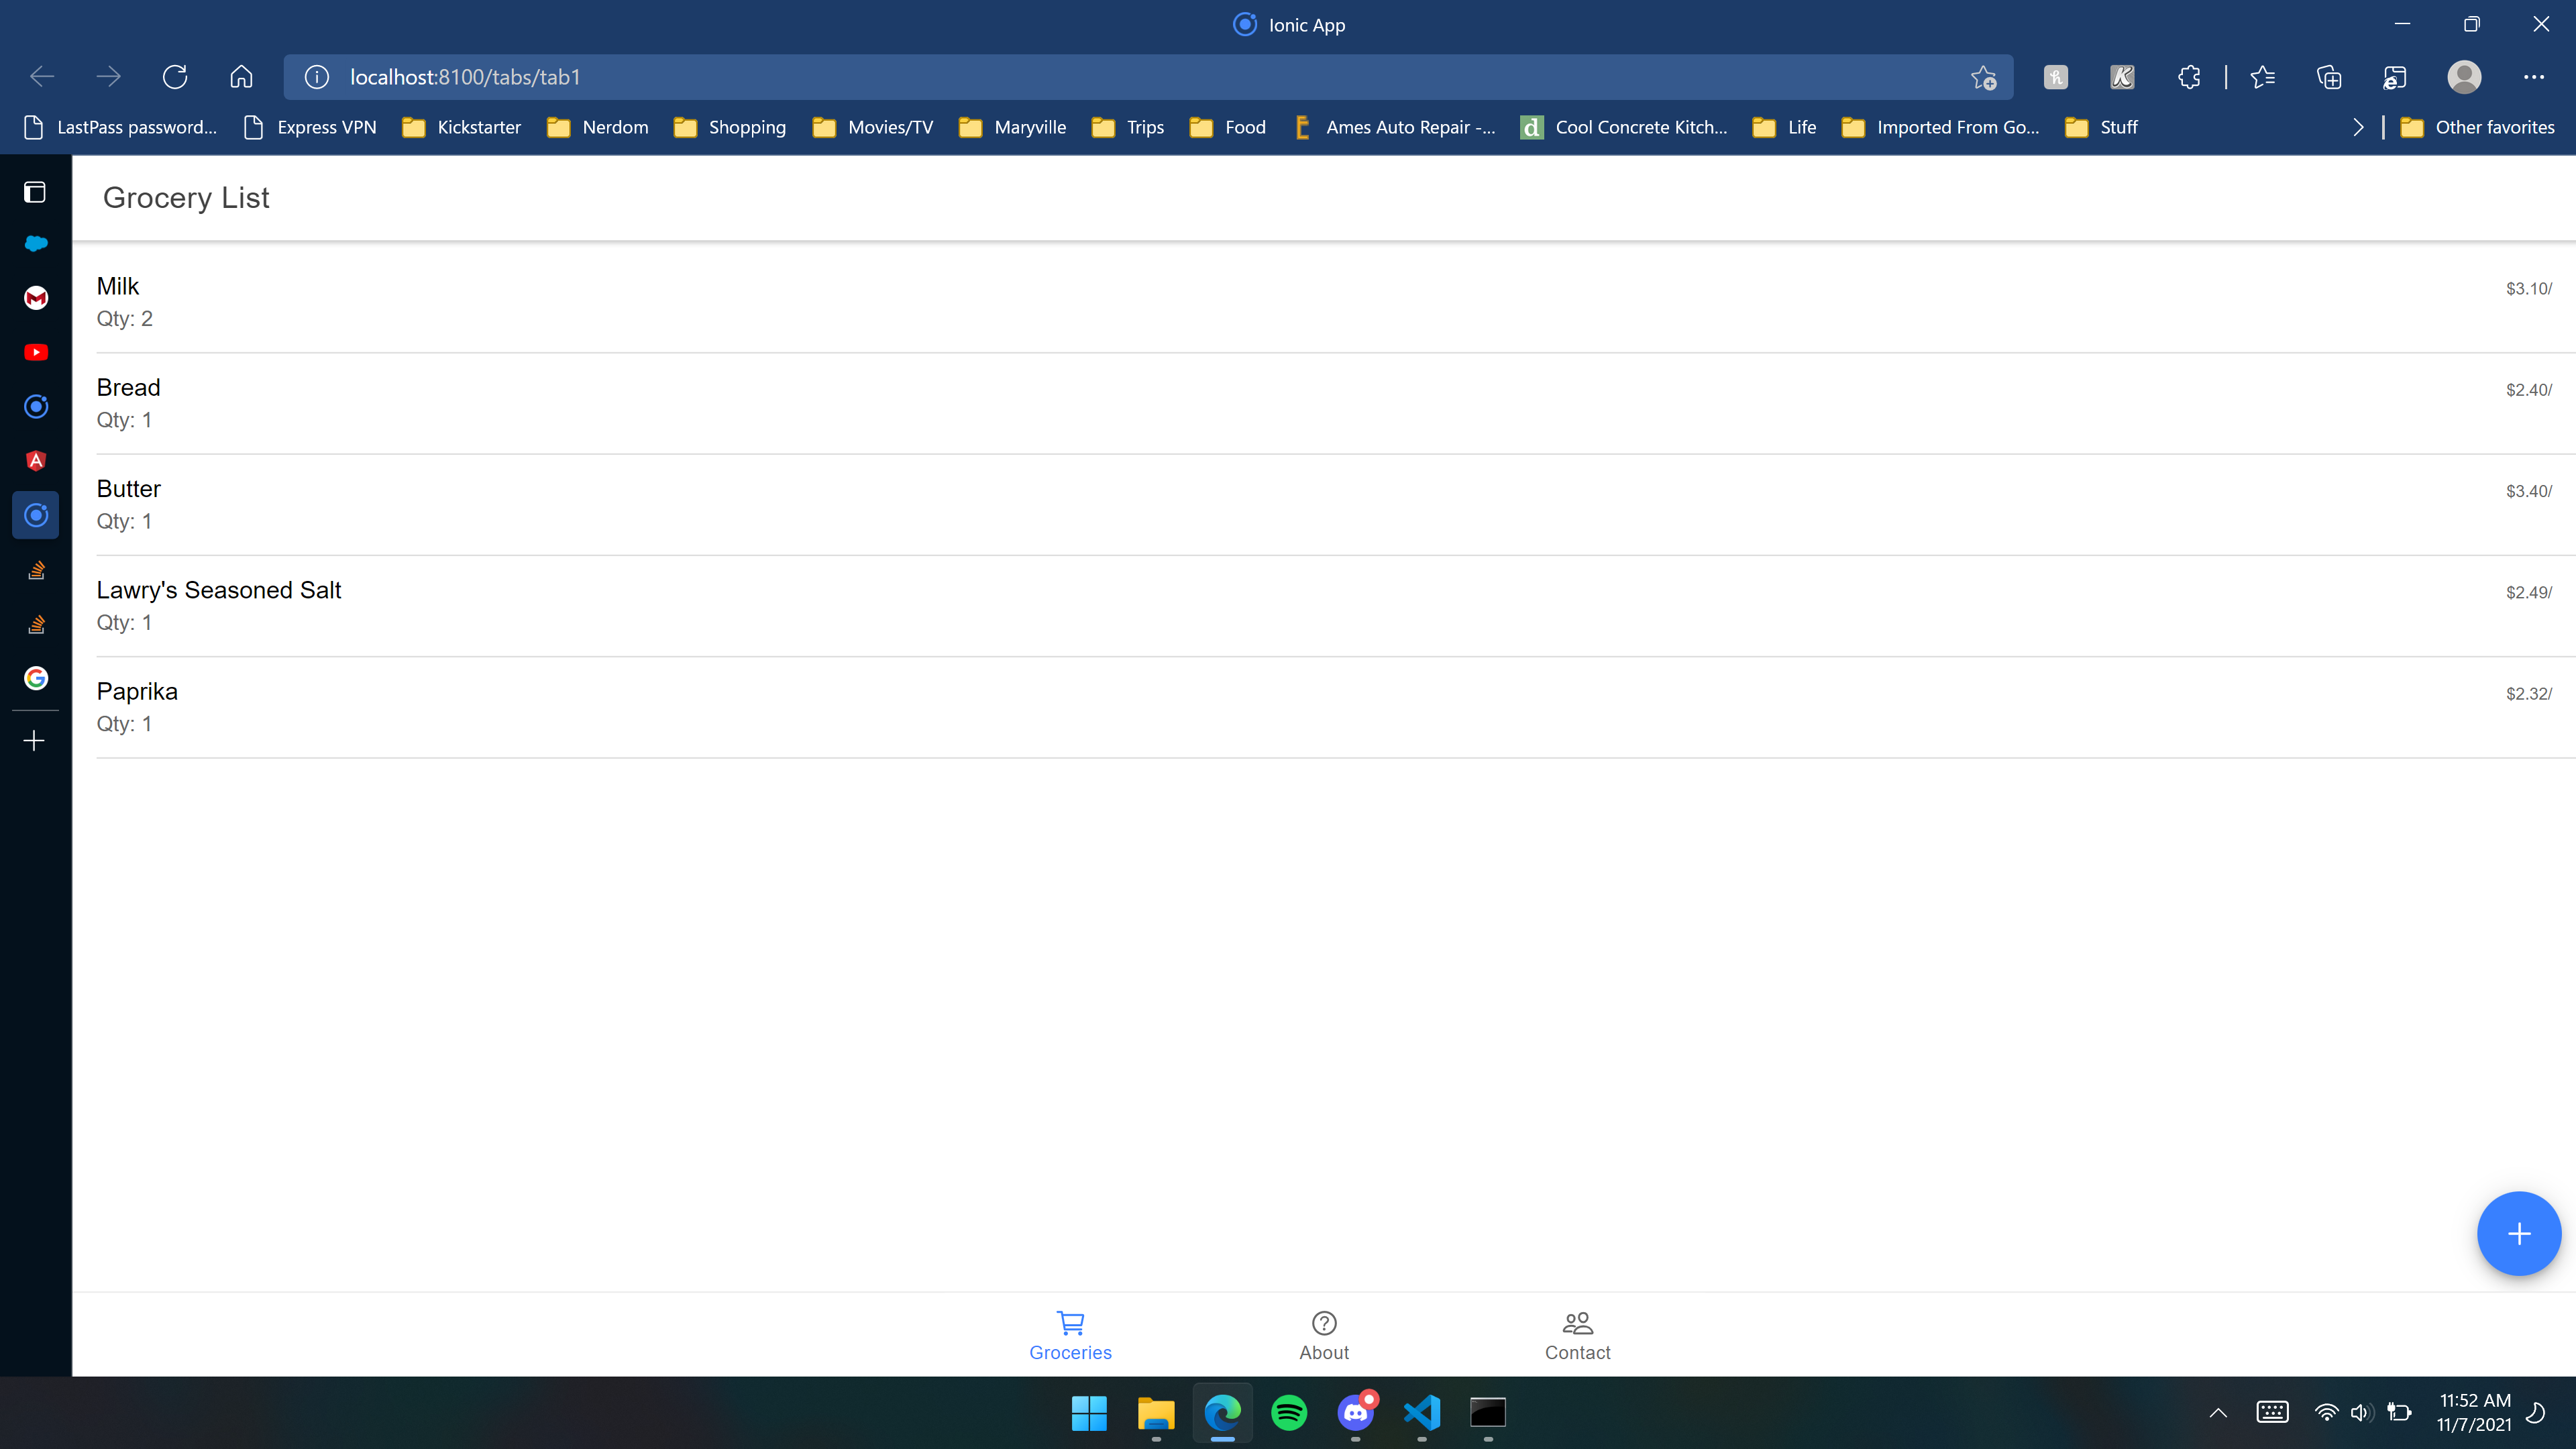 Ionic App
localhost:8100/tabs/tab1
LastPass password... Express VPN Kickstarter Nerdom Shopping Movies/TV Maryville Trips Food Ames Auto Repair -... Cool Concrete Kitch... Life Imported From Go... Stuff Other favorites
Grocery List
Milk $3.10/
Qty: 2
Bread $2.40/
Qty: 1
Butter $3.40/
Qty: 1
Lawry's Seasoned Salt $2.49/
Qty: 1
Paprika $2.32/
Qty: 1
Groceries About Contact
11:52 AM
11/7/2021